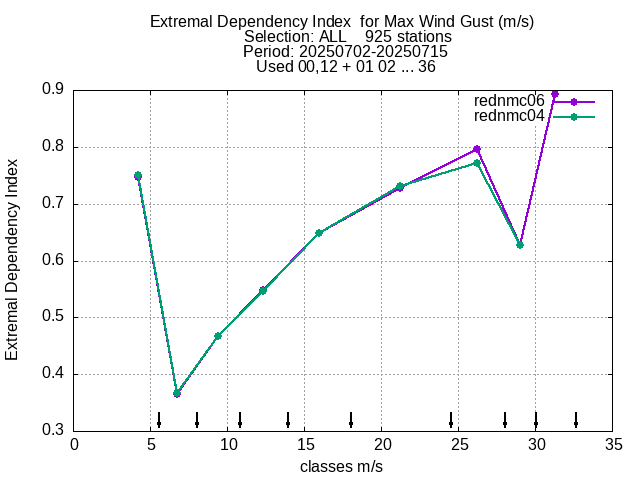 Extremal Dependency Index  for Max Wind Gust (m/s)
Selection: ALL    925 stations
Period: 20250702-20250715
Used 00,12 + 01 02 ... 36
rednmc06
rednmc04
Extremal Dependency Index
0.9
0.8
0.7
0.6
0.5
0.4
0.3
0 5 10 15 20 25 30 35
classes m/s